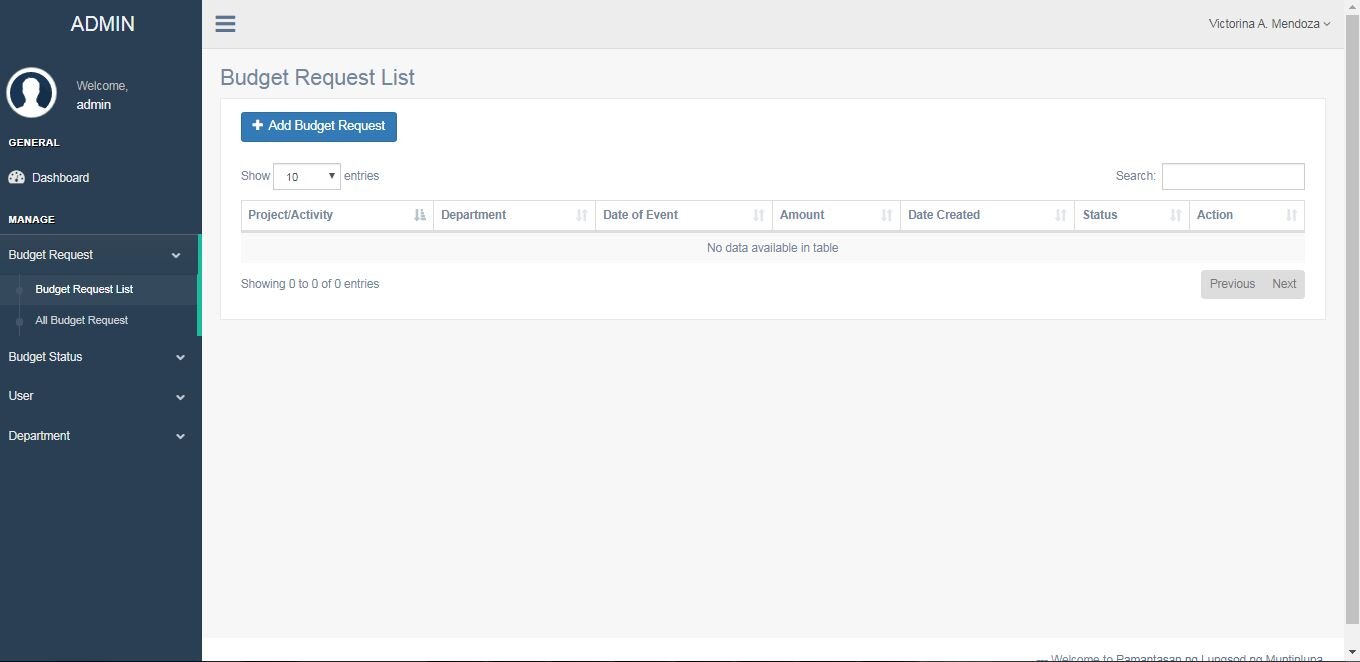 ADMIN
Victorina A. Mendoza
Welcome,
admin
GENERAL
Dashboard
MANAGE
Budget Request
Budget Request List
All Budget Request
Budget Status
User
Department
Budget Request List
Add Budget Request
Show 10 entries
Search:
Project/Activity Department Date of Event Amount Date Created Status Action
No data available in table
Showing 0 to 0 of 0 entries
Previous Next
--- Welcome to Pamantasan ng Lungsod ng Muntinlupa